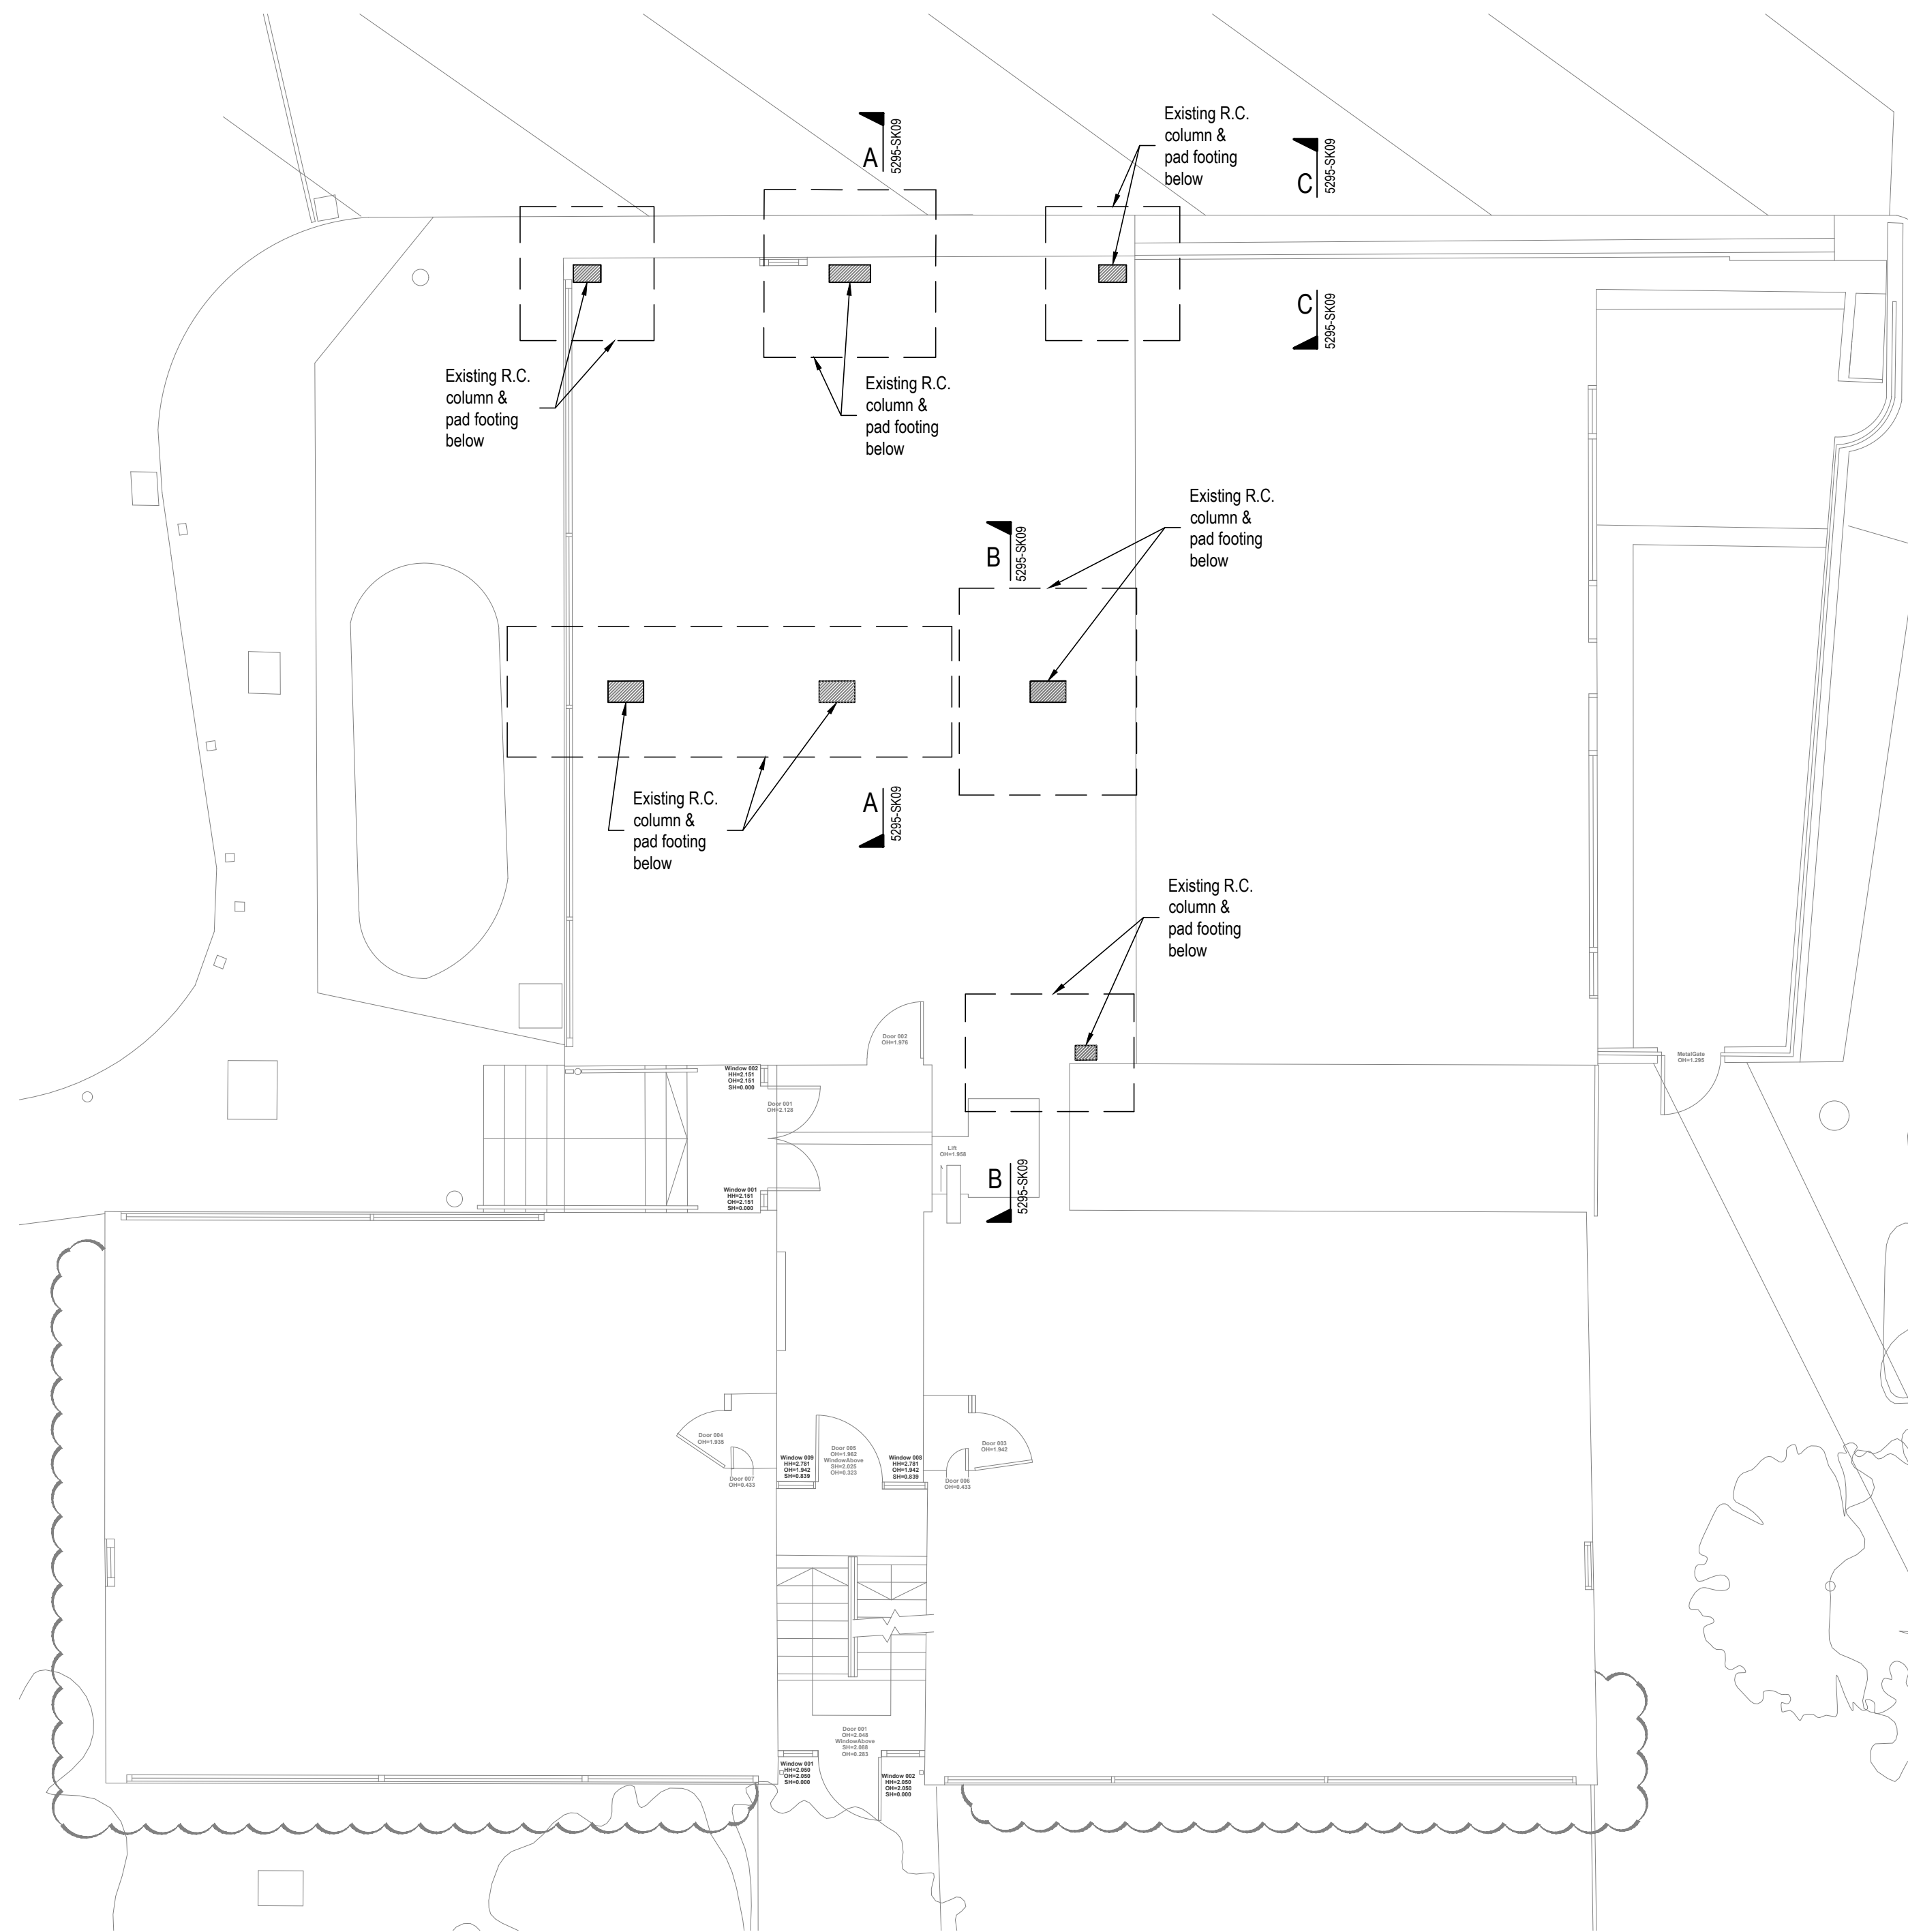 Existing R.C.
column &
pad footing
below
A
5295-SK09
C
5295-SK09
C
5295-SK09
Existing R.C.
column &
pad footing
below
Existing R.C.
column &
pad footing
below
Existing R.C.
column &
pad footing
below
B
5295-SK09
A
5295-SK09
Existing R.C.
column &
pad footing
below
Existing R.C.
column &
pad footing
below
Door 002
OH=1.976
MetalGate
OH=1.295
Window 002
HH=2.151
OH=2.151
SH=0.000
Door 001
OH=2.128
Lift
OH=1.958
B
5295-SK09
Window 001
HH=2.151
OH=2.151
SH=0.000
Door 004
OH=1.938
Door 003
OH=1.942
Window 009
HH=2.781
OH=1.942
SH=0.839
Door 005
OH=1.962
WindowAbove
SH=2.025
OH=0.323
Window 008
HH=2.781
OH=1.942
SH=0.839
Door 007
OH=0.433
Door 006
OH=0.433
Door 001
OH=2.048
WindowAbove
SH=2.088
OH=0.283
Window 001
HH=2.050
OH=2.050
SH=0.000
Window 002
HH=2.050
OH=2.050
SH=0.000